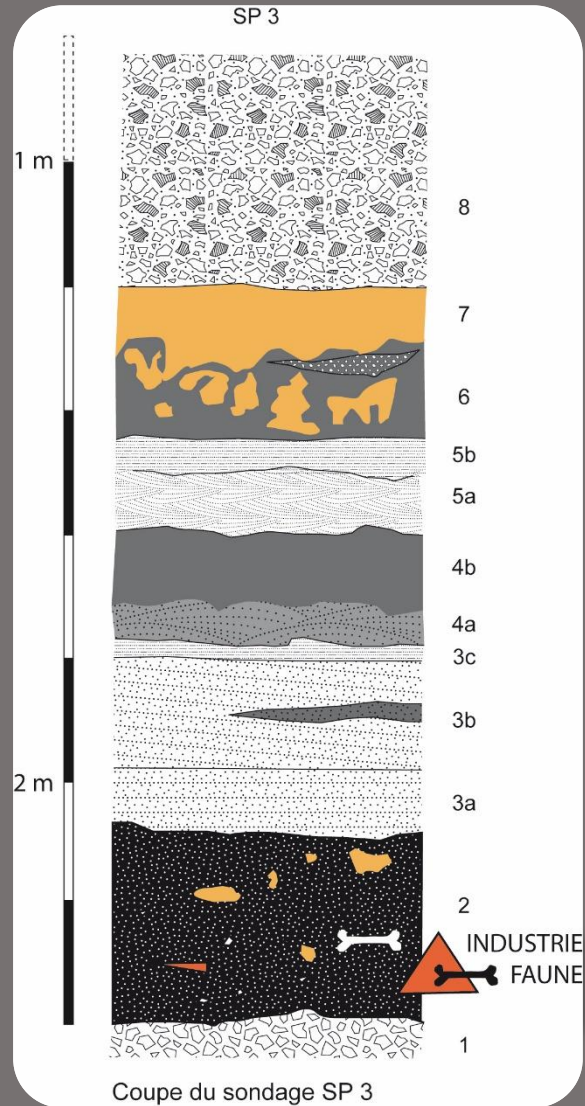 SP 3
1 m
8
7
6
5b
5a
4b
4a
3c
3b
2 m
3a
2
INDUSTRIE
FAUNE
1
Coupe du sondage SP 3